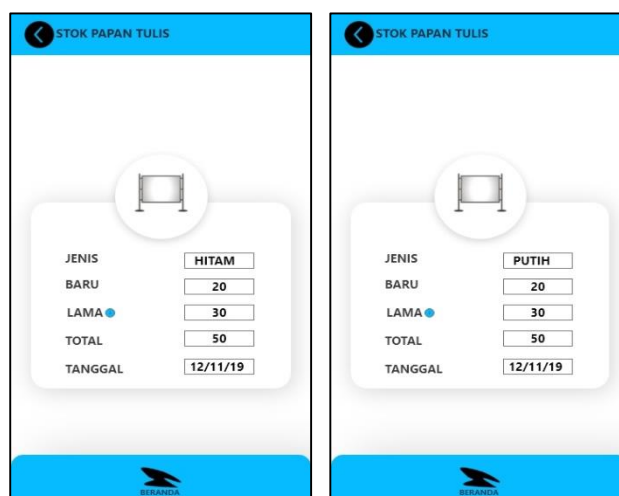 STOK PAPAN TULIS
JENIS HITAM
BARU 20
LAMA 30
TOTAL 50
TANGGAL 12/11/19
BERANDA
STOK PAPAN TULIS
JENIS PUTIH
BARU 20
LAMA 30
TOTAL 50
TANGGAL 12/11/19
BERANDA